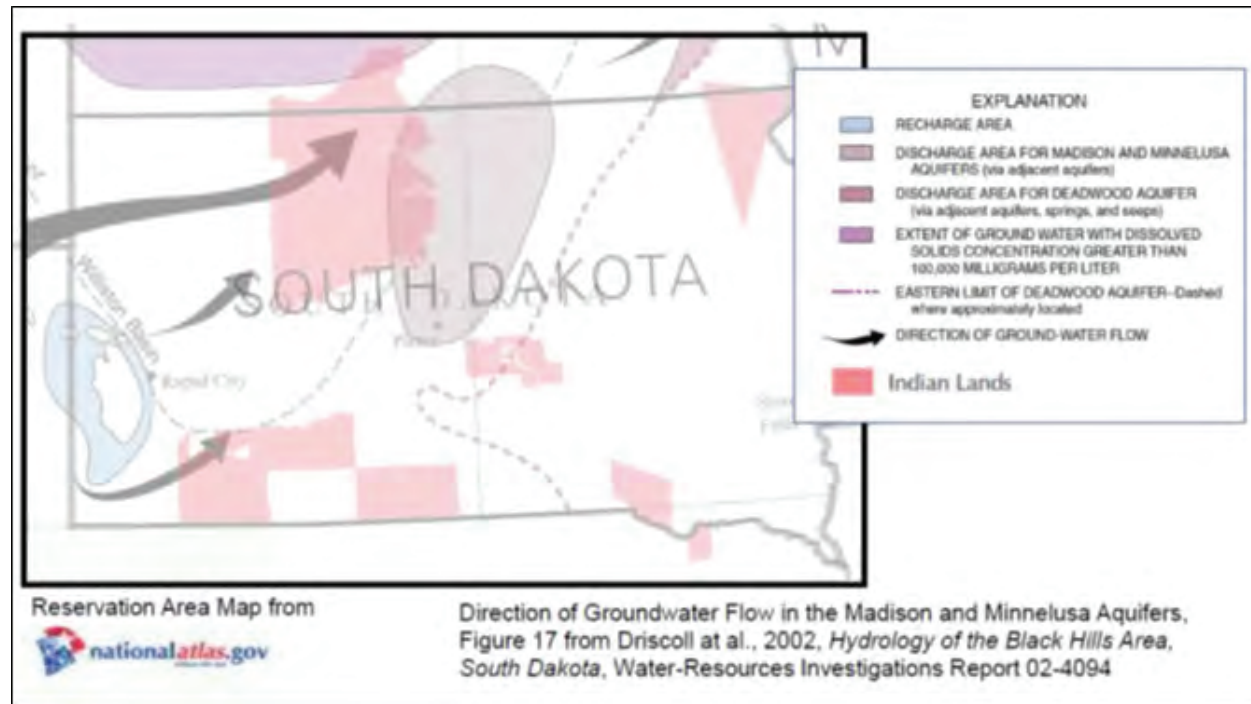 IV
EXPLANATION
RECHARGE AREA
DISCHARGE AREA FOR MADISON AND MINNELUSA
AQUIFERS (via adjacent aquifers)
DISCHARGE AREA FOR DEADWOOD AQUIFER
(via adjacent aquifers, springs, and seeps)
EXTENT OF GROUND WATER WITH DISSOLVED
SOLIDS CONCENTRATION GREATER THAN
100,000 MILLIGRAMS PER LITER
EASTERN LIMIT OF DEADWOOD AQUIFER--Dashed
where approximately located
DIRECTION OF GROUND-WATER FLOW
Indian Lands
Williston Basin
SOUTH DAKOTA
Rapid City
Reservation Area Map from
nationalatlas.gov
Direction of Groundwater Flow in the Madison and Minnelusa Aquifers,
Figure 17 from Driscoll at al., 2002, Hydrology of the Black Hills Area,
South Dakota, Water-Resources Investigations Report 02-4094